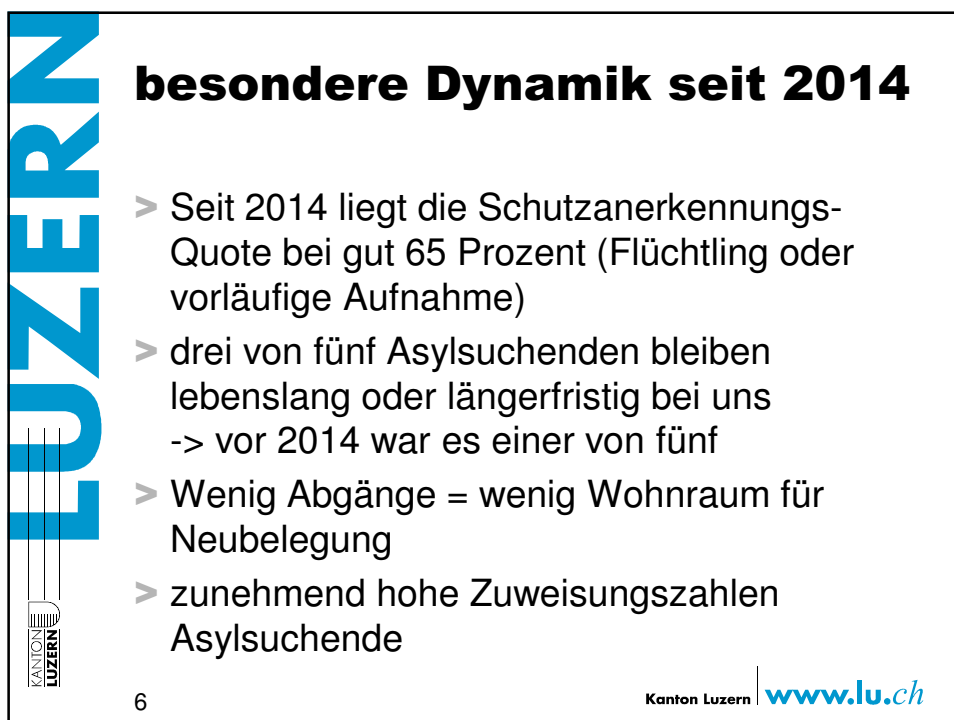 LUZERN
besondere Dynamik seit 2014
> Seit 2014 liegt die Schutzanerkennungs-
Quote bei gut 65 Prozent (Flüchtling oder
vorläufige Aufnahme)
> drei von fünf Asylsuchenden bleiben
lebenslang oder längerfristig bei uns
-> vor 2014 war es einer von fünf
> Wenig Abgänge = wenig Wohnraum für
Neubelegung
> zunehmend hohe Zuweisungszahlen
Asylsuchende
KANTON
LUZERN
6
Kanton Luzern www.lu.ch